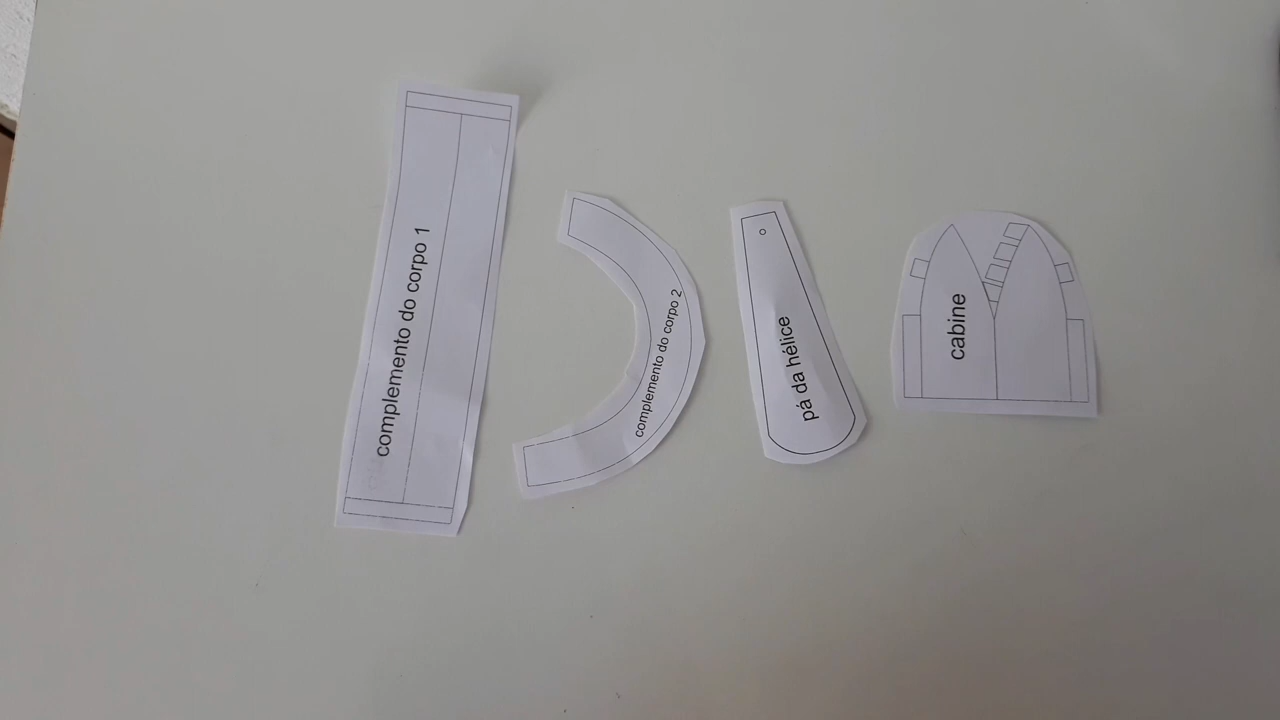 complemento do corpo 1
complemento do corpo 2
pá da hélice
cabine